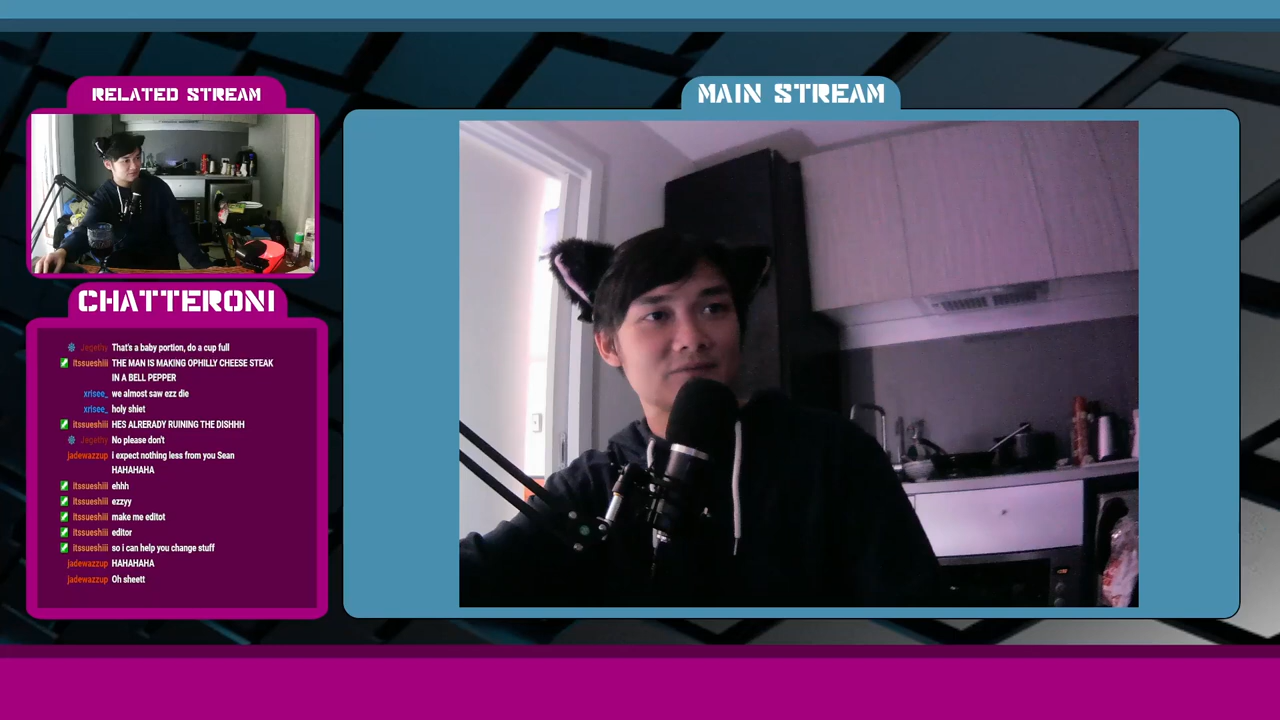 RELATED STREAM
MAIN STREAM
CHATTERONI
Jegethy That's a baby portion, do a cup full
itssueshiii THE MAN IS MAKING OPHILLY CHEESE STEAK
IN A BELL PEPPER
xrisee_ we almost saw ezz die
xrisee_ holy shiet
itssueshiii HES ALRERADY RUINING THE DISHHH
Jegethy No please don't
jadewazzup i expect nothing less from you Sean
HAHAHAHA
itssueshiii ehhh
itssueshiii ezzyy
itssueshiii make me editot
itssueshiii editor
itssueshiii so i can help you change stuff
jadewazzup HAHAHAHA
jadewazzup Oh sheett